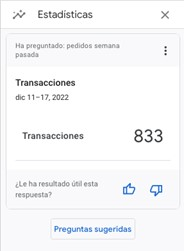 Estadísticas
Ha preguntado: pedidos semana
pasada
Transacciones
dic 11–17, 2022
Transacciones 833
¿Le ha resultado útil esta
respuesta?
Preguntas sugeridas